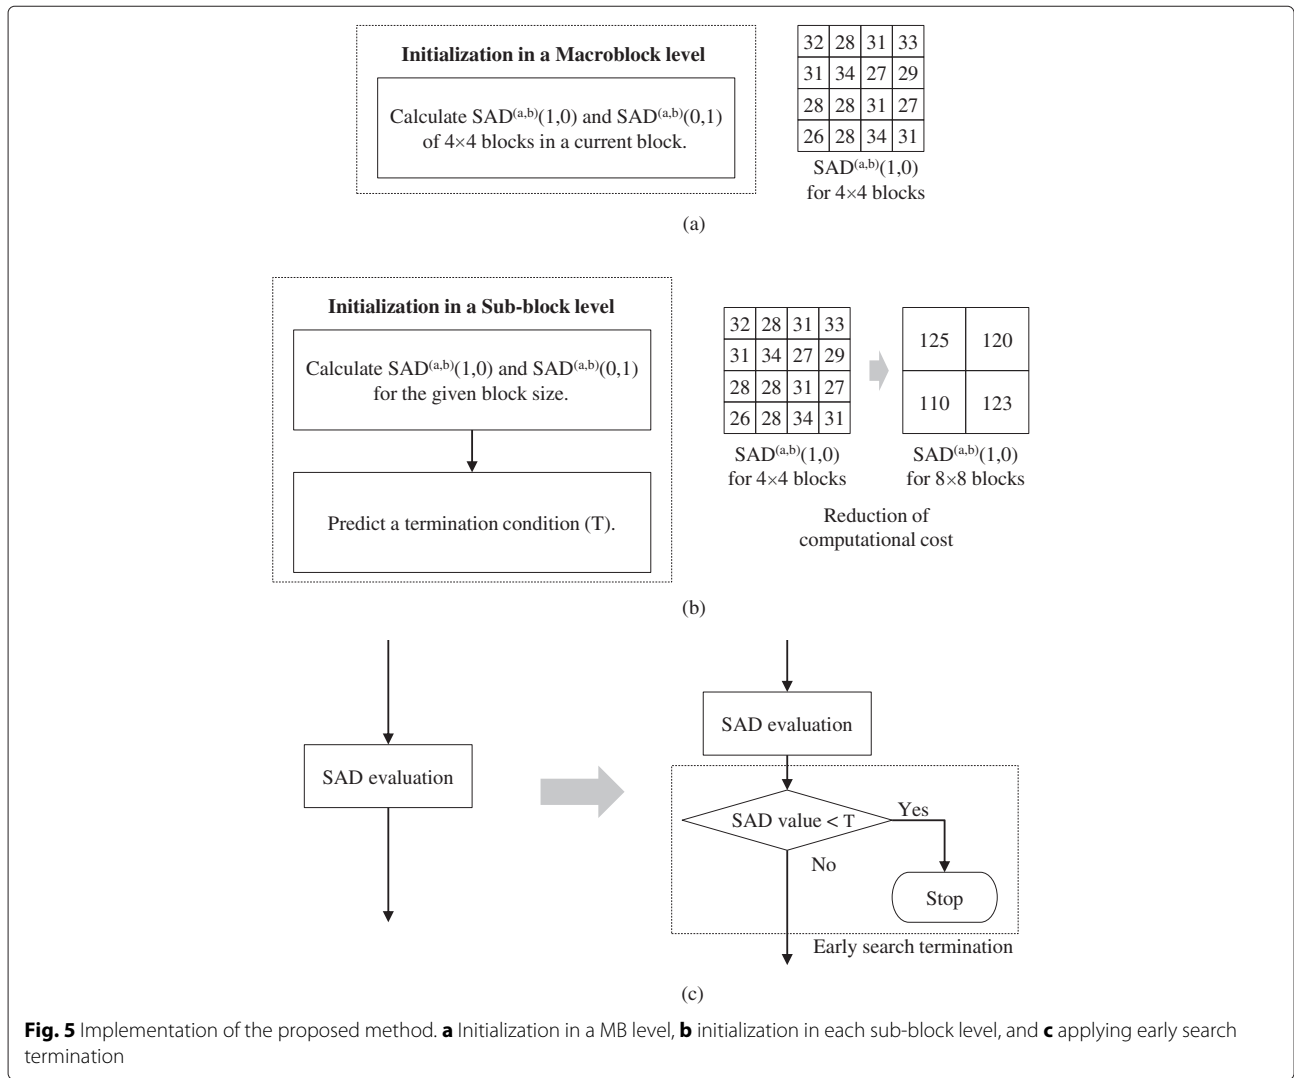 Initialization in a Macroblock level
Calculate SAD(a,b)(1,0) and SAD(a,b)(0,1)
of 4×4 blocks in a current block.
32 28 31 33
31 34 27 29
28 28 31 27
26 28 34 31
SAD(a,b)(1,0)
for 4×4 blocks
(a)
Initialization in a Sub-block level
Calculate SAD(a,b)(1,0) and SAD(a,b)(0,1)
for the given block size.
Predict a termination condition (T).
32 28 31 33
31 34 27 29
28 28 31 27
26 28 34 31
SAD(a,b)(1,0)
for 4×4 blocks
125 120
110 123
SAD(a,b)(1,0)
for 8×8 blocks
Reduction of
computational cost
(b)
SAD evaluation
SAD evaluation
SAD value < T
Yes
No
Stop
Early search termination
(c)
Fig. 5 Implementation of the proposed method. a Initialization in a MB level, b initialization in each sub-block level, and c applying early search
termination